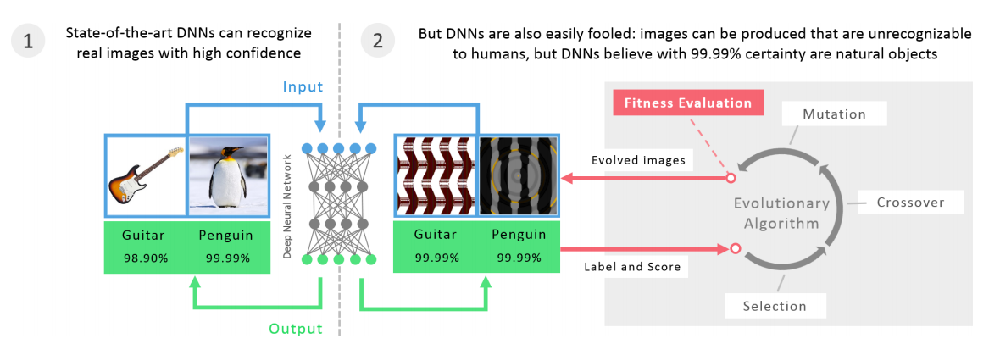 1
State-of-the-art DNNs can recognize
real images with high confidence
2
But DNNs are also easily fooled: images can be produced that are unrecognizable
to humans, but DNNs believe with 99.99% certainty are natural objects
Input
Guitar
98.90%
Penguin
99.99%
Deep Neural Network
Output
Guitar
99.99%
Penguin
99.99%
Evolved images
Label and Score
Fitness Evaluation
Mutation
Crossover
Evolutionary
Algorithm
Selection